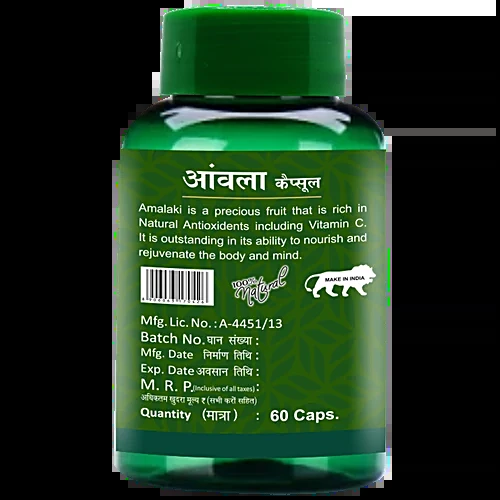 आंवला कैप्सूल
Amalaki is a precious fruit that is rich in
Natural Antioxidents including Vitamin C.
It is outstanding in its ability to nourish and
rejuvenate the body and mind.
100%
Natural
MAKE IN INDIA
Mfg. Lic. No. : A-4451/13
Batch No. घान संख्या :
Mfg. Date निर्माण तिथि :
Exp. Date अवसान तिथि :
M. R. P.(Inclusive of all taxes) :
अधिकतम खुदरा मूल्य ₹ (सभी करों सहित)
Quantity (मात्रा) : 60 Caps.